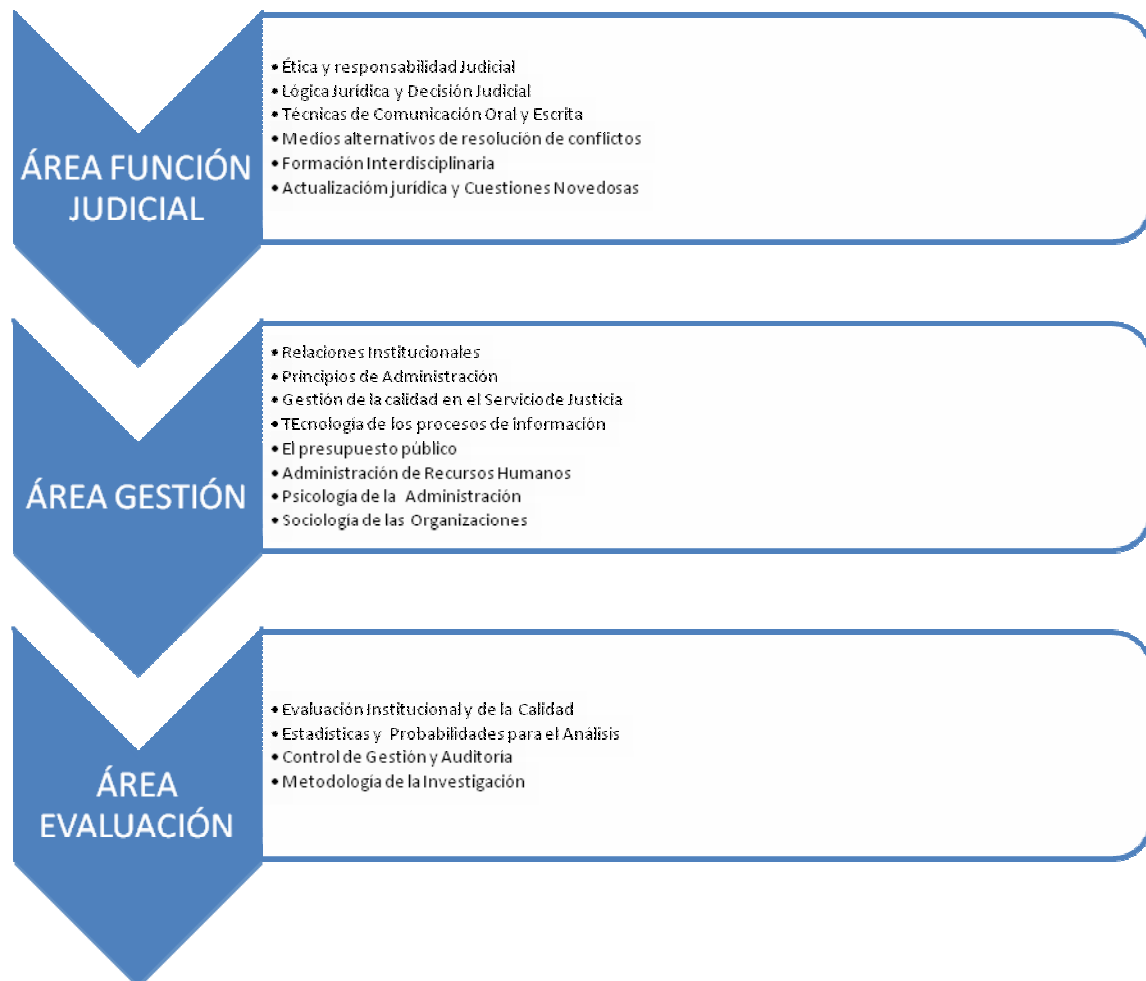 ÁREA FUNCIÓN
JUDICIAL
• Ética y responsabilidad Judicial
• Lógica Jurídica y Decisión Judicial
• Técnicas de Comunicación Oral y Escrita
• Medios alternativos de resolución de conflictos
• Formación Interdisciplinaria
• Actualizacióm jurídica y Cuestiones Novedosas
ÁREA GESTIÓN
• Relaciones Institucionales
• Principios de Administración
• Gestión de la calidad en el Servicio de Justicia
• TEcnología de los procesos de información
• El presupuesto público
• Administración de Recursos Humanos
• Psicología de la Administración
• Sociología de las Organizaciones
ÁREA
EVALUACIÓN
• Evaluación Institucional y de la Calidad
• Estadísticas y Probabilidades para el Análisis
• Control de Gestión y Auditoría
• Metodología de la Investigación